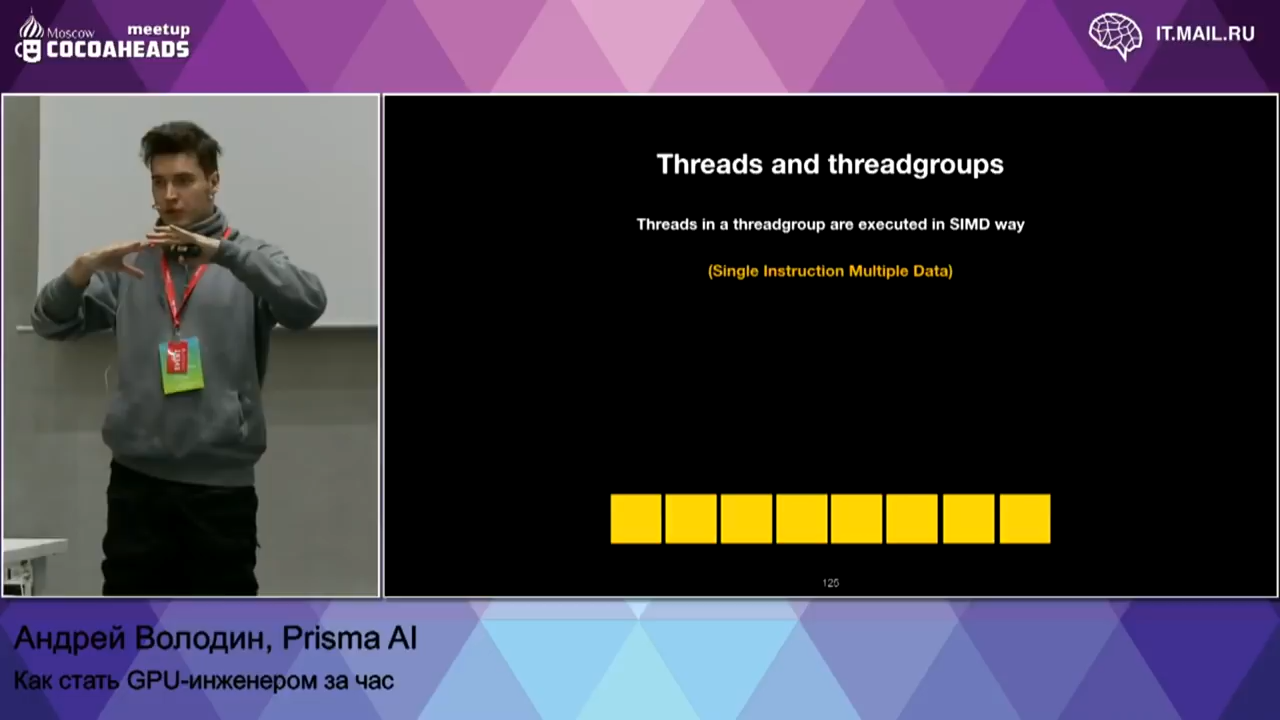 Moscow meetup
COCOAHEADS
IT.MAIL.RU
Threads and threadgroups
Threads in a threadgroup are executed in SIMD way
(Single Instruction Multiple Data)
125
Андрей Володин, Prisma AI
Как стать GPU-инженером за час